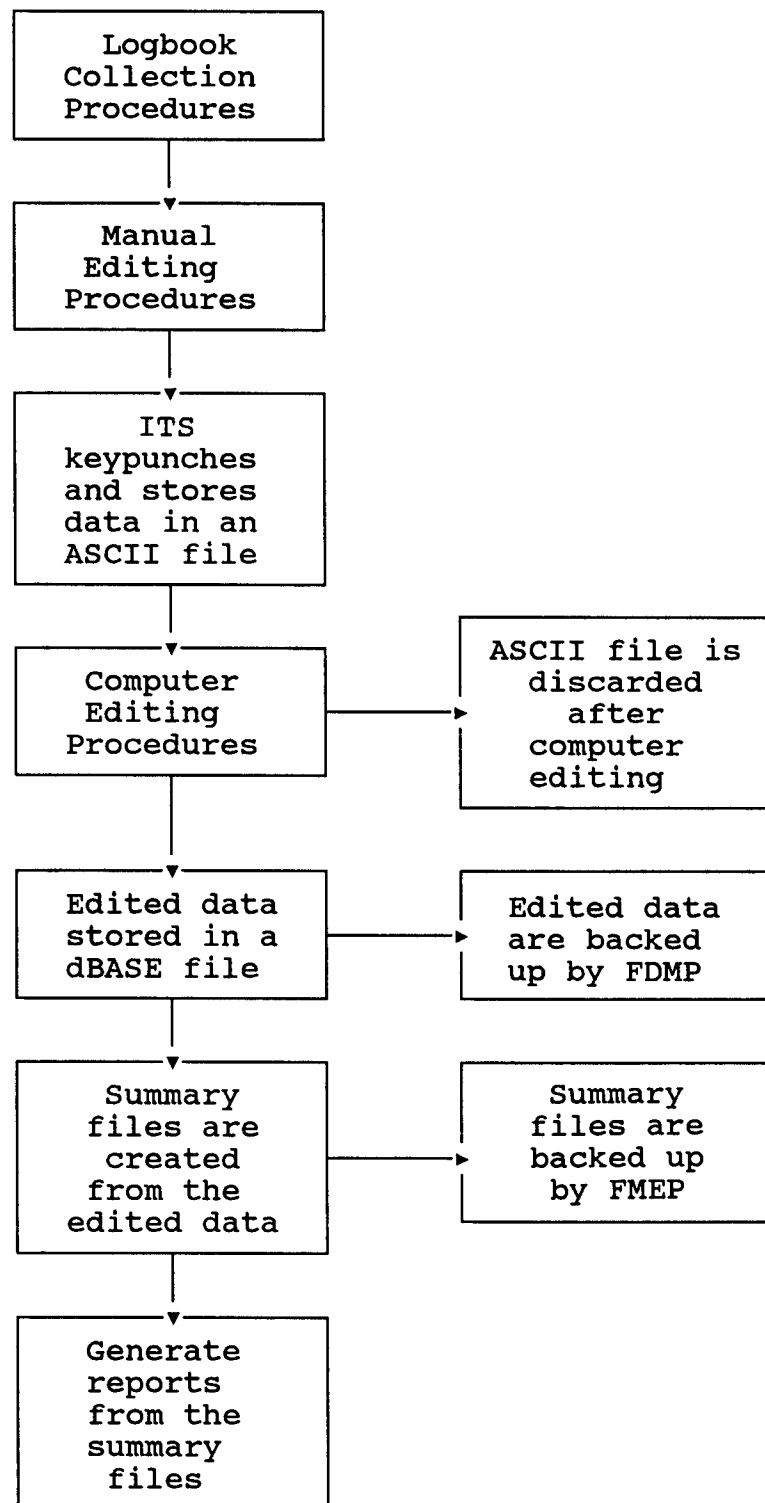 Logbook
Collection
Procedures
Manual
Editing
Procedures
ITS
keypunches
and stores
data in an
ASCII file
Computer
Editing
Procedures
ASCII file is
discarded
after
computer
editing
Edited data
stored in a
dBASE file
Edited data
are backed
up by FDMP
Summary
files are
created
from the
edited data
Summary
files are
backed up
by FMEP
Generate
reports
from the
summary
files